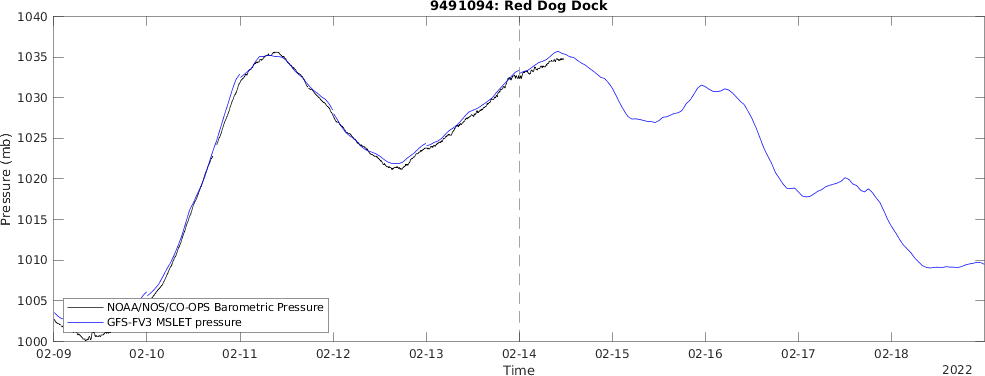 9491094: Red Dog Dock
1040
1035
1030
1025
1020
1015
1010
1005
1000
Pressure (mb)
NOAA/NOS/CO-OPS Barometric Pressure
GFS-FV3 MSLET pressure
02-09 02-10 02-11 02-12 02-13 02-14 02-15 02-16 02-17 02-18
Time
2022